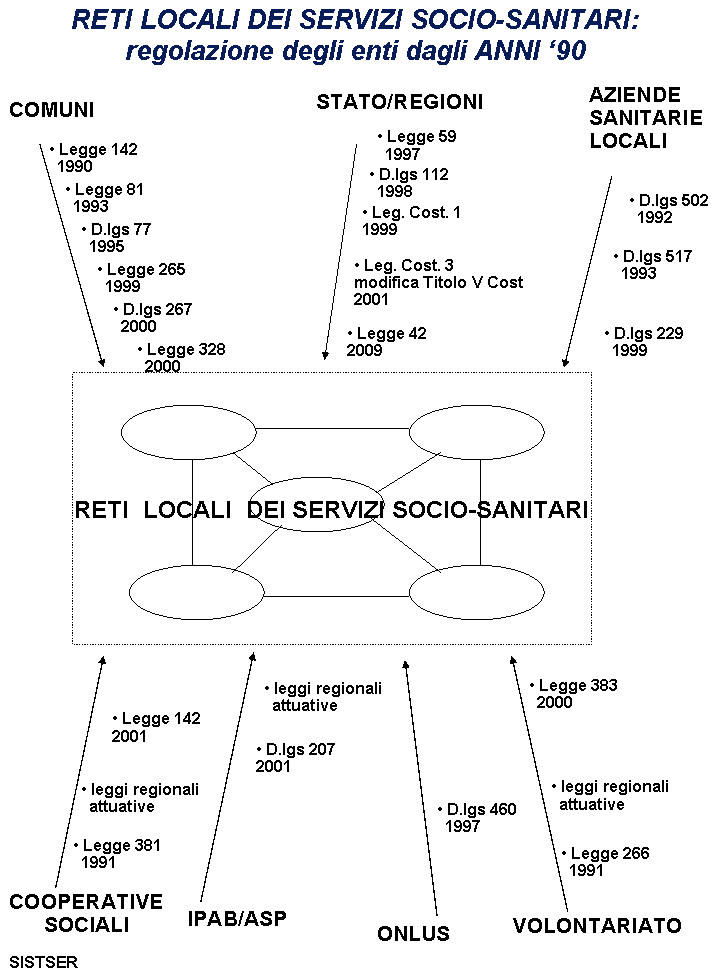 RETI LOCALI DEI SERVIZI SOCIO-SANITARI:
regolazione degli enti dagli ANNI ‘90
COMUNI
• Legge 142
1990
• Legge 81
1993
• D.lgs 77
1995
• Legge 265
1999
• D.lgs 267
2000
• Legge 328
2000
STATO/REGIONI
• Legge 59
1997
• D.lgs 112
1998
• Leg. Cost. 1
1999
• Leg. Cost. 3
modifica Titolo V Cost
2001
• Legge 42
2009
AZIENDE
SANITARIE
LOCALI
• D.lgs 502
1992
• D.lgs 517
1993
• D.lgs 229
1999
RETI LOCALI DEI SERVIZI SOCIO-SANITARI
• Legge 142
2001
• leggi regionali
attuative
• Legge 381
1991
COOPERATIVE
SOCIALI
• leggi regionali
attuative
• D.lgs 207
2001
IPAB/ASP
• D.lgs 460
1997
ONLUS
• Legge 383
2000
• leggi regionali
attuative
• Legge 266
1991
VOLONTARIATO
SISTSER